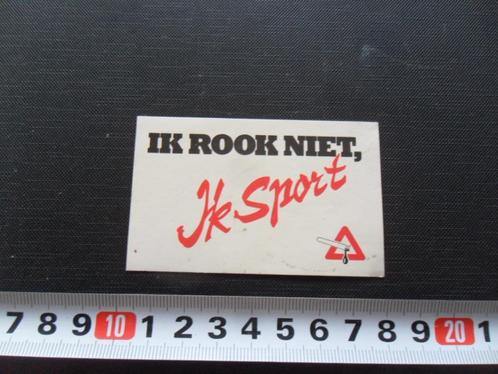 IK ROOK NIET,
Ik Sport
7 8 9 10 1 2 3 4 5 6 7 8 9 20 1